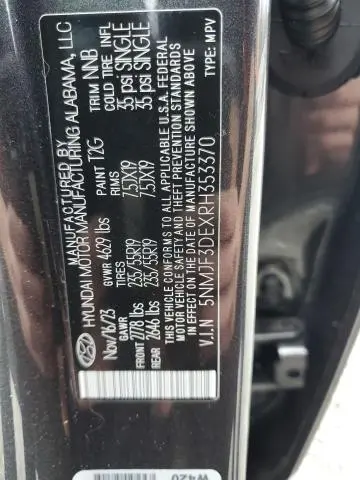 MANUFACTURED BY
HYUNDAI MOTOR MANUFACTURING ALABAMA, LLC
Nov/16/23 GVWR 4629 lbs PAINT T2G TRIM NNB
GAWR TIRES RIMS COLD TIRE INFL
FRONT 2778 lbs 235/55R19 7.5JX19 35 psi SINGLE
REAR 2646 lbs 235/55R19 7.5JX19 35 psi SINGLE
THIS VEHICLE CONFORMS TO ALL APPLICABLE U.S.A FEDERAL
MOTOR VEHICLE SAFETY, BUMPER, AND THEFT PREVENTION
STANDARDS IN EFFECT ON THE DATE OF MANUFACTURE SHOWN ABOVE.
V.I.N 5NMJF3DEXRH353370 TYPE: MPV
W420